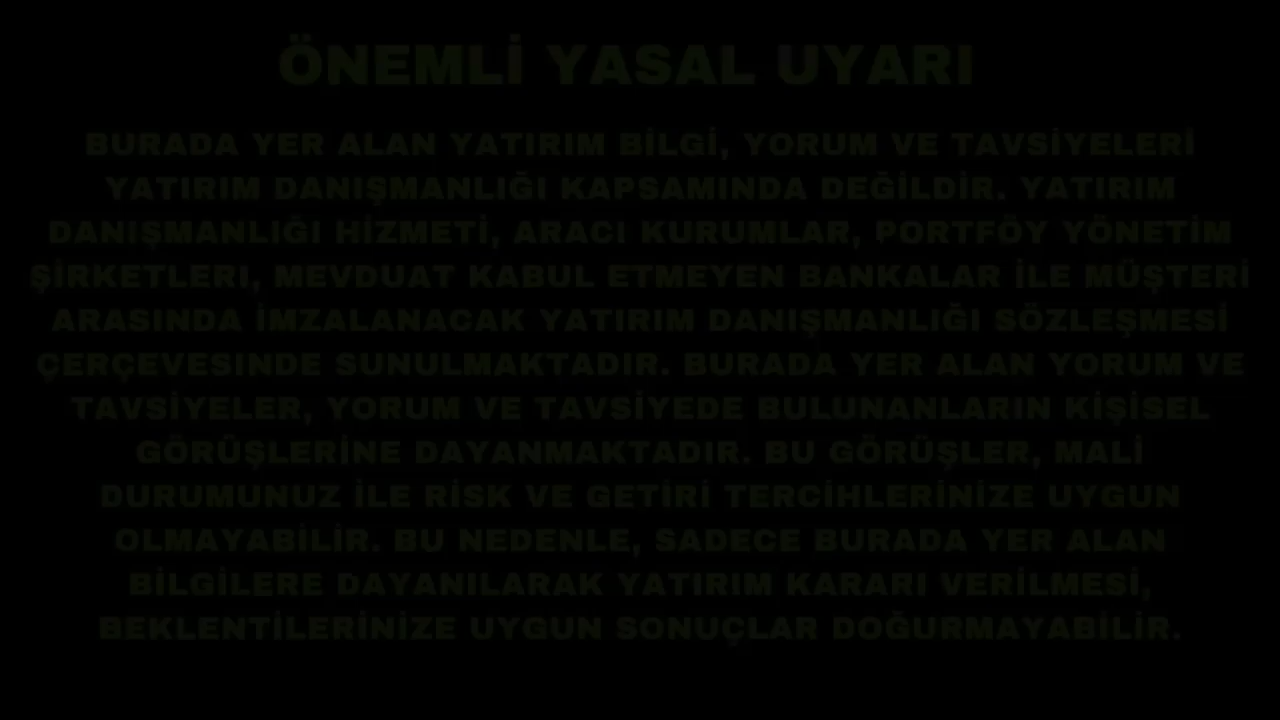 ÖNEMLİ YASAL UYARI
BURADA YER ALAN YATIRIM BİLGİ, YORUM VE TAVSİYELERİ
YATIRIM DANIŞMANLIĞI KAPSAMINDA DEĞİLDİR. YATIRIM
DANIŞMANLIĞI HİZMETİ, ARACI KURUMLAR, PORTFÖY YÖNETİM
ŞİRKETLERI, MEVDUAT KABUL ETMEYEN BANKALAR İLE MÜŞTERİ
ARASINDA İMZALANACAK YATIRIM DANIŞMANLIĞI SÖZLEŞMESİ
ÇERÇEVESINDE SUNULMAKTADIR. BURADA YER ALAN YORUM VE
TAVSİYELER, YORUM VE TAVSİYEDE BULUNANLARIN KİŞİSEL
GÖRÜŞLERİNE DAYANMAKTADIR. BU GÖRÜŞLER, MALİ
DURUMUNUZ İLE RİSK VE GETİRİ TERCİHLERİNİZE UYGUN
OLMAYABİLİR. BU NEDENLE, SADECE BURADA YER ALAN
BİLGİLERE DAYANILARAK YATIRIM KARARI VERİLMESİ,
BEKLENTİLERİNİZE UYGUN SONUÇLAR DOĞURMAYABİLİR.